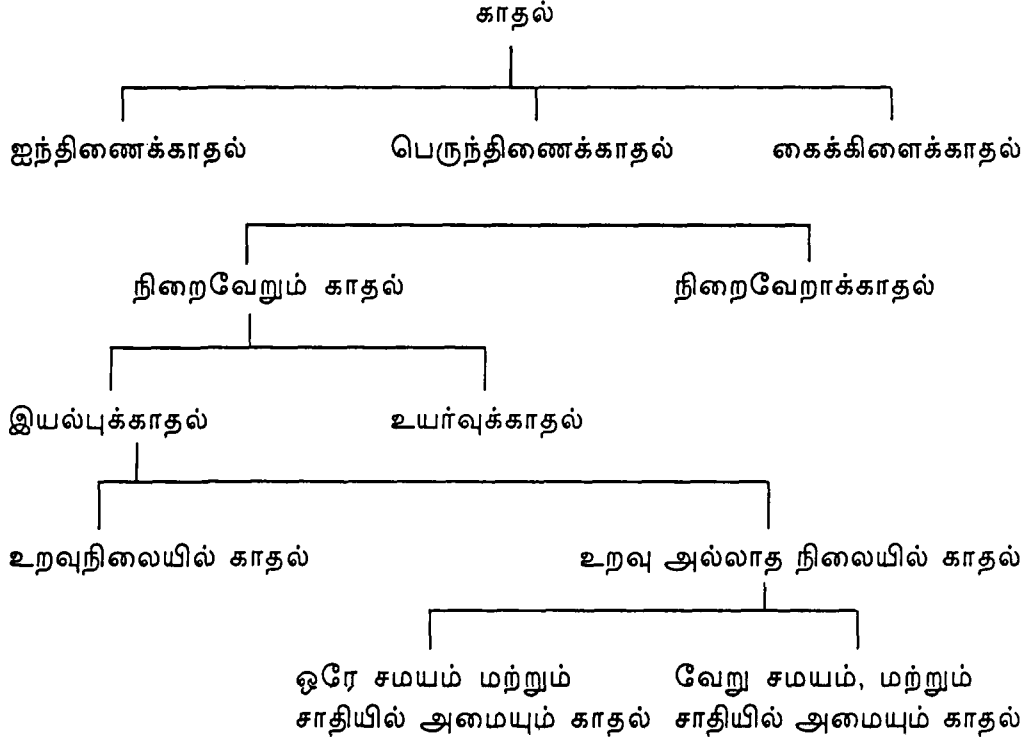 காதல்
ஐந்திணைக்காதல் பெருந்திணைக்காதல் கைக்கிளைக்காதல்
நிறைவேறும் காதல் நிறைவேறாக்காதல்
இயல்புக்காதல் உயர்வுக்காதல்
உறவுநிலையில் காதல் உறவு அல்லாத நிலையில் காதல்
ஒரே சமயம் மற்றும் வேறு சமயம், மற்றும்
சாதியில் அமையும் காதல் சாதியில் அமையும் காதல்